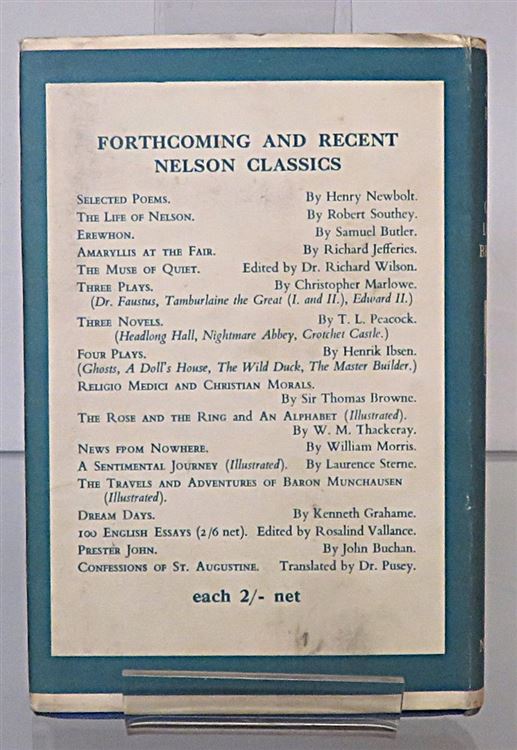 FORTHCOMING AND RECENT
NELSON CLASSICS
SELECTED POEMS. By Henry Newbolt.
THE LIFE OF NELSON. By Robert Southey.
EREWHON. By Samuel Butler.
AMARYLLIS AT THE FAIR. By Richard Jefferies.
THE MUSE OF QUIET. Edited by Dr. Richard Wilson.
THREE PLAYS. By Christopher Marlowe.
(Dr. Faustus, Tamburlaine the Great (I. and II.), Edward II.)
THREE NOVELS. By T. L. Peacock.
(Headlong Hall, Nightmare Abbey, Crotchet Castle.)
FOUR PLAYS. By Henrik Ibsen.
(Ghosts, A Doll's House, The Wild Duck, The Master Builder.)
RELIGIO MEDICI AND CHRISTIAN MORALS.
By Sir Thomas Browne.
THE ROSE AND THE RING AND AN ALPHABET (Illustrated).
By W. M. Thackeray.
NEWS FPOM NOWHERE. By William Morris.
A SENTIMENTAL JOURNEY (Illustrated). By Laurence Sterne.
THE TRAVELS AND ADVENTURES OF BARON MUNCHAUSEN
(Illustrated).
DREAM DAYS. By Kenneth Grahame.
100 ENGLISH ESSAYS (2/6 net). Edited by Rosalind Vallance.
PRESTER JOHN. By John Buchan.
CONFESSIONS OF ST. AUGUSTINE. Translated by Dr. Pusey.
each 2/- net